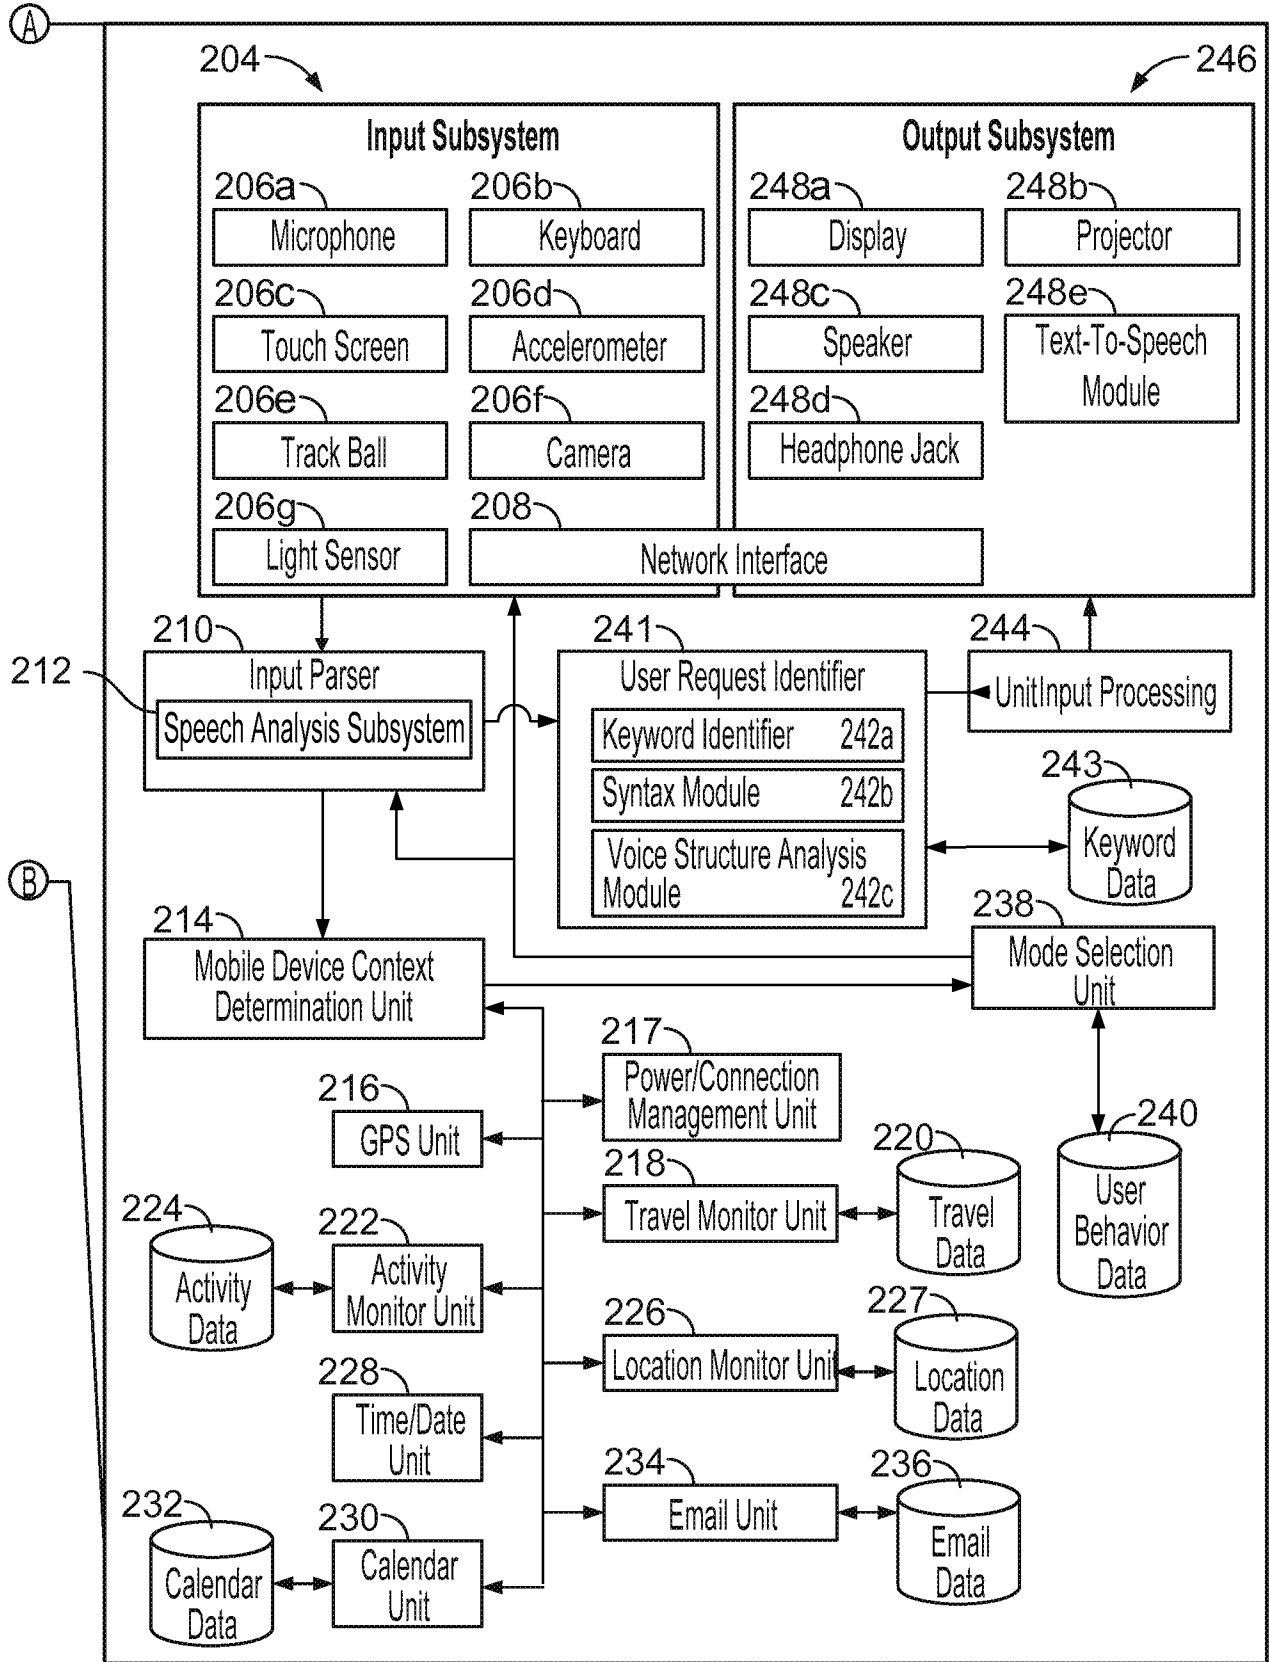 A
204
246
Input Subsystem
Output Subsystem
206a
206b
248a
248b
Microphone
Keyboard
Display
Projector
206c
206d
248c
248e
Touch Screen
Accelerometer
Speaker
Text-To-Speech
Module
206e
206f
248d
Track Ball
Camera
Headphone Jack
206g
208
Light Sensor
Network Interface
210
241
244
212
Input Parser
User Request Identifier
Speech Analysis Subsystem
UnitInput Processing
Keyword Identifier 242a
243
Syntax Module 242b
Voice Structure Analysis
Module 242c
Keyword
Data
B
214
238
Mobile Device Context
Determination Unit
Mode Selection
Unit
217
Power/Connection
Management Unit
216
GPS Unit
240
User
Behavior
Data
218
220
Travel Monitor Unit
Travel
Data
224
222
Activity
Data
Activity
Monitor Unit
226
227
Location Monitor Unit
Location
Data
228
Time/Date
Unit
234
236
Email Unit
Email
Data
232
230
Calendar
Data
Calendar
Unit